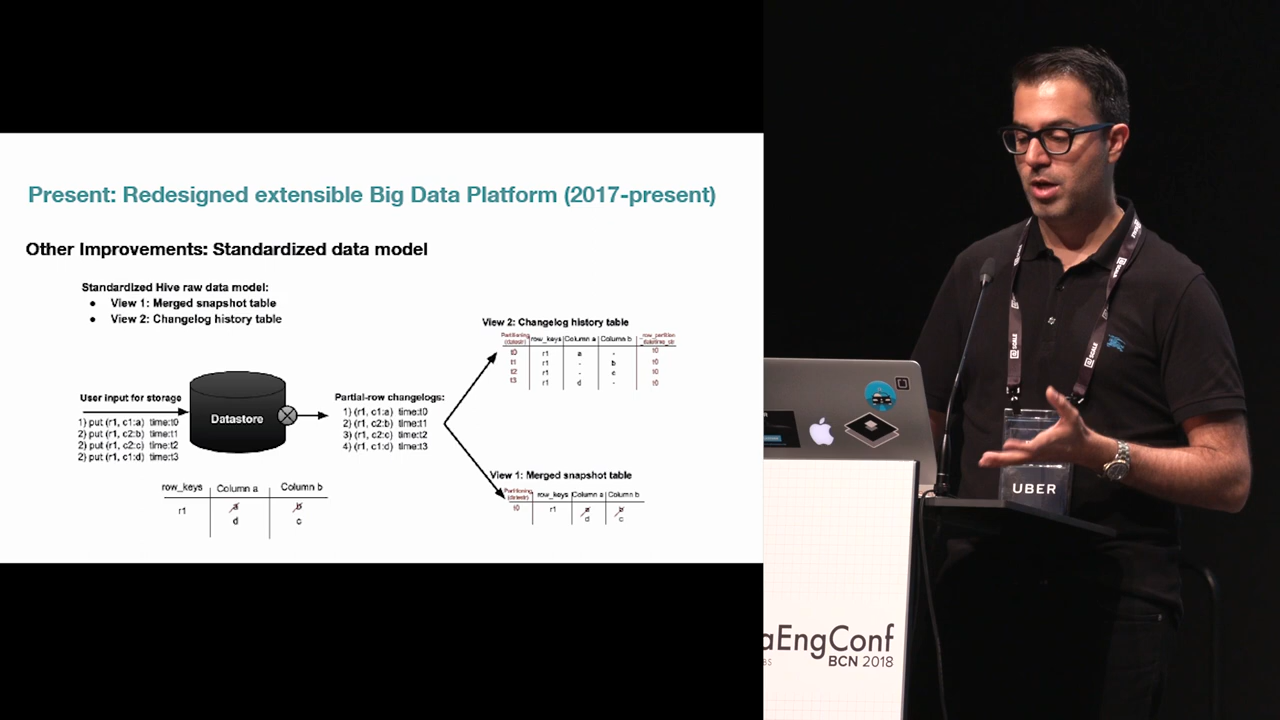 Present: Redesigned extensible Big Data Platform (2017-present)
Other Improvements: Standardized data model
Standardized Hive raw data model:
● View 1: Merged snapshot table
● View 2: Changelog history table
User input for storage
1) put (r1, c1:a) time:t0
2) put (r1, c2:b) time:t1
2) put (r1, c2:c) time:t2
2) put (r1, c1:d) time:t3
Datastore
row_keys Column a Column b
r1 a b
d c
Partial-row changelogs:
1) (r1, c1:a) time:t0
2) (r1, c2:b) time:t1
3) (r1, c2:c) time:t2
4) (r1, c1:d) time:t3
View 2: Changelog history table
Partitioning
(datestr) row_keys Column a Column b _row_partition
t0 r1 a - t0
t1 r1 - b t0
t2 r1 - c t0
t3 r1 d - t0
View 1: Merged snapshot table
Partitioning
(datestr) row_keys Column a Column b
t0 r1 a b
d c
UBER
aEngConf
BCN 2018